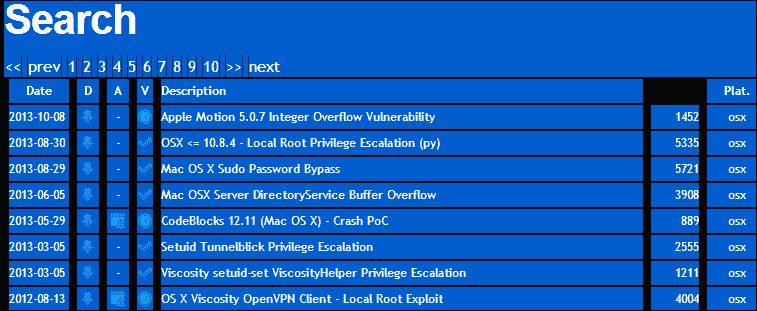 Search
<< prev 1 2 3 4 5 6 7 8 9 10 >> next
Date D A V Description Plat.
2013-10-08 - Apple Motion 5.0.7 Integer Overflow Vulnerability 1452 osx
2013-08-30 - OSX <= 10.8.4 - Local Root Privilege Escalation (py) 5335 osx
2013-08-29 - Mac OS X Sudo Password Bypass 5721 osx
2013-06-05 - Mac OSX Server DirectoryService Buffer Overflow 3908 osx
2013-05-29 CodeBlocks 12.11 (Mac OS X) - Crash PoC 889 osx
2013-03-05 - Setuid Tunnelblick Privilege Escalation 2555 osx
2013-03-05 - Viscosity setuid-set ViscosityHelper Privilege Escalation 1211 osx
2012-08-13 OS X Viscosity OpenVPN Client - Local Root Exploit 4004 osx